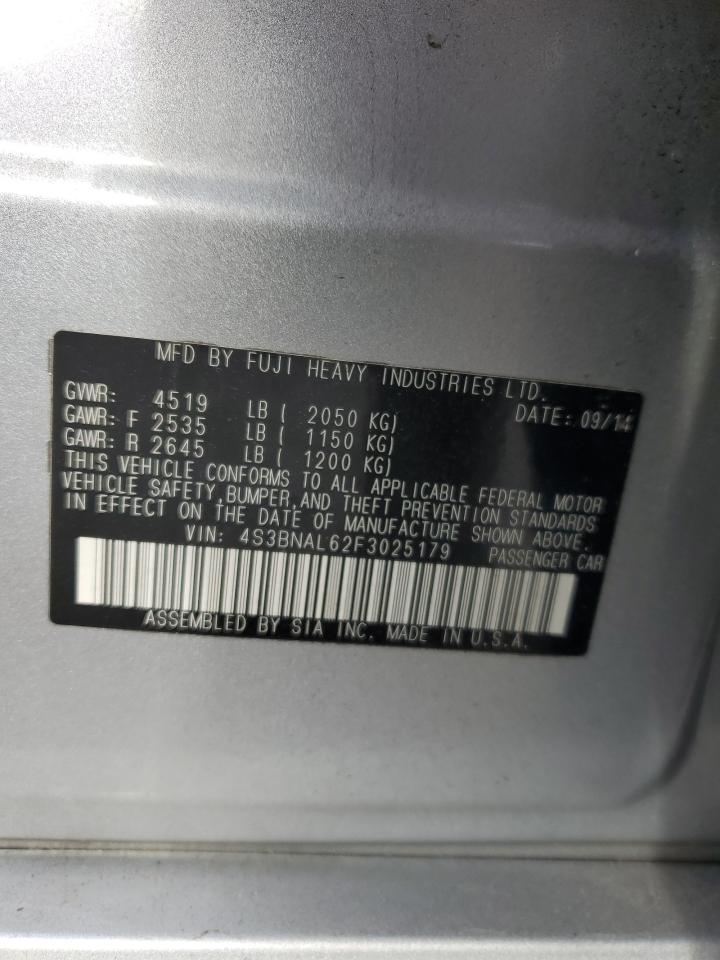 MFD BY FUJI HEAVY INDUSTRIES LTD.
GVWR: 4519 LB ( 2050 KG) DATE: 09/14
GAWR: F 2535 LB ( 1150 KG)
GAWR: R 2645 LB ( 1200 KG)
THIS VEHICLE CONFORMS TO ALL APPLICABLE FEDERAL MOTOR
VEHICLE SAFETY, BUMPER, AND THEFT PREVENTION STANDARDS
IN EFFECT ON THE DATE OF MANUFACTURE SHOWN ABOVE.
VIN: 4S3BNAL62F3025179 PASSENGER CAR
ASSEMBLED BY SIA INC. MADE IN U.S.A.